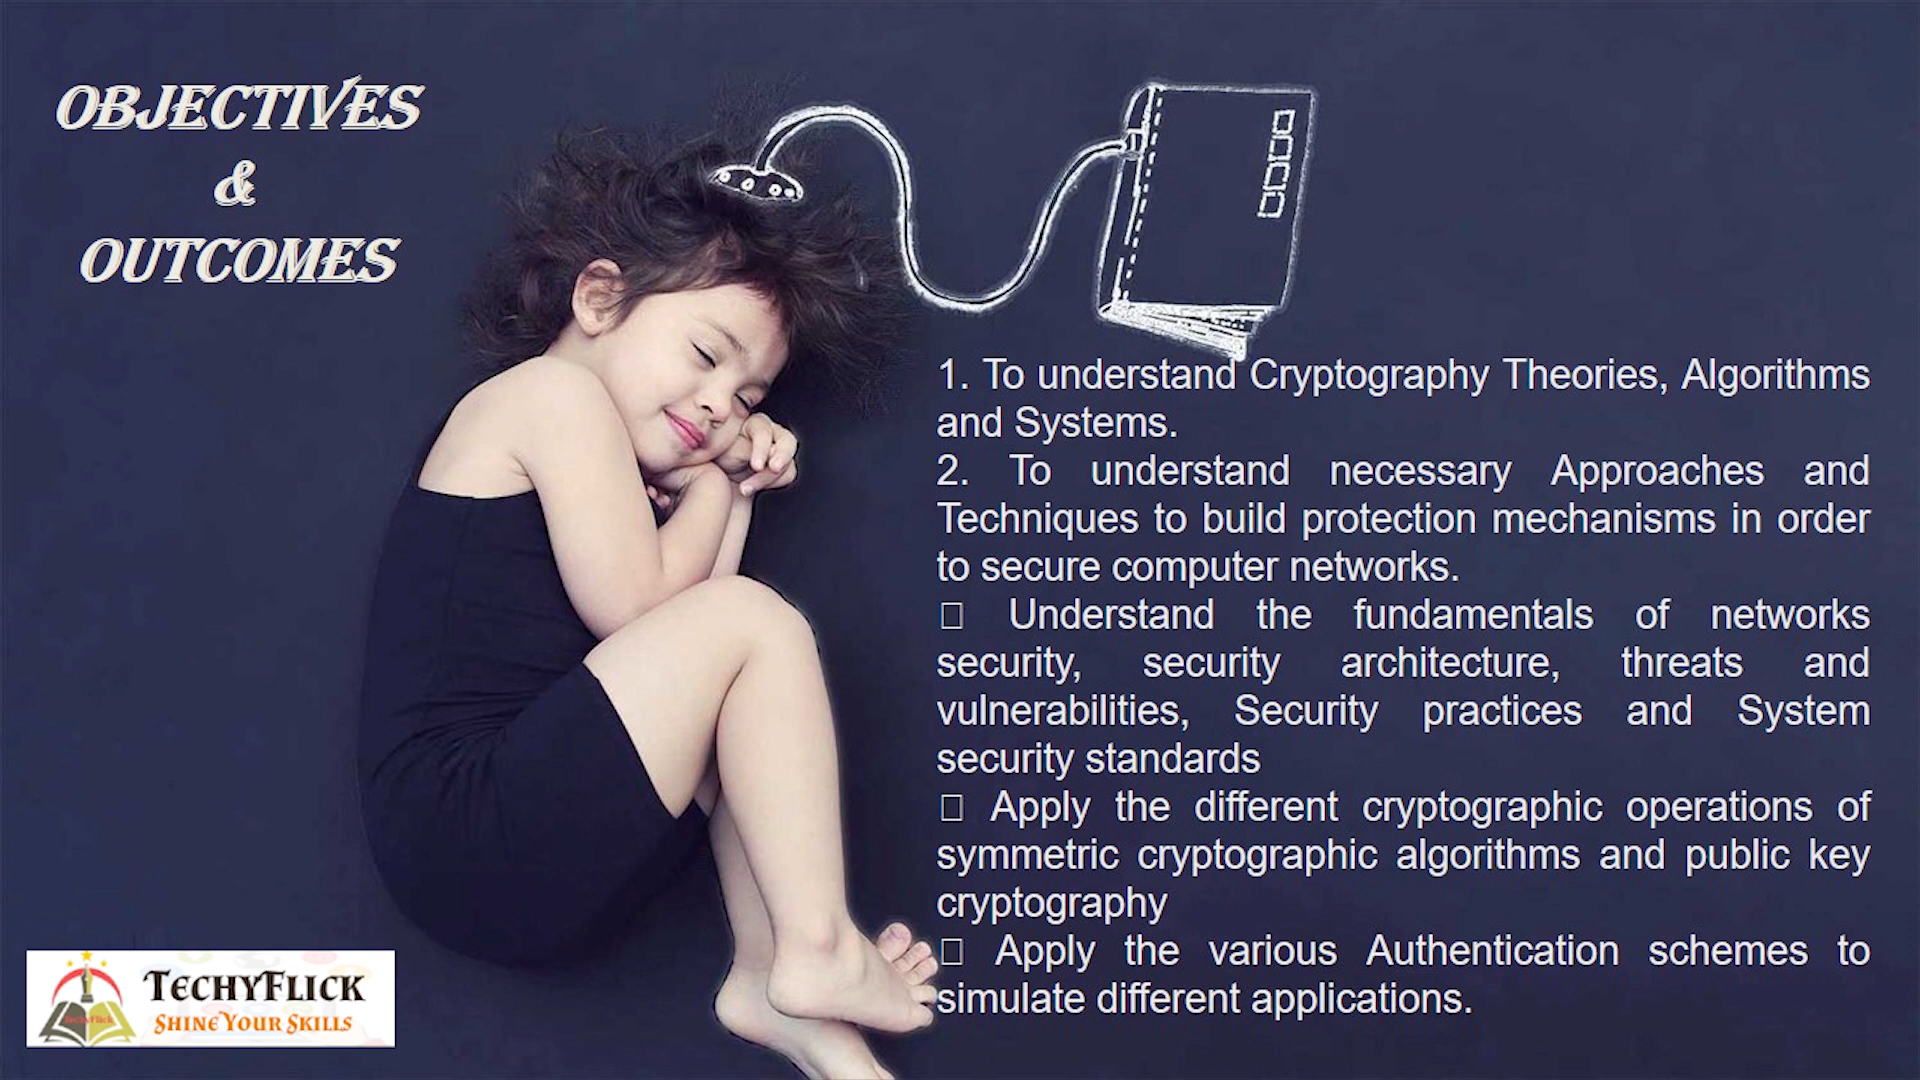 OBJECTIVES
&
OUTCOMES
1. To understand Cryptography Theories, Algorithms
and Systems.
2. To understand necessary Approaches and
Techniques to build protection mechanisms in order
to secure computer networks.
▯ Understand the fundamentals of networks
security, security architecture, threats and
vulnerabilities, Security practices and System
security standards
▯ Apply the different cryptographic operations of
symmetric cryptographic algorithms and public key
cryptography
▯ Apply the various Authentication schemes to
simulate different applications.
TechyFlick
TECHYFLICK
SHINE YOUR SKILLS